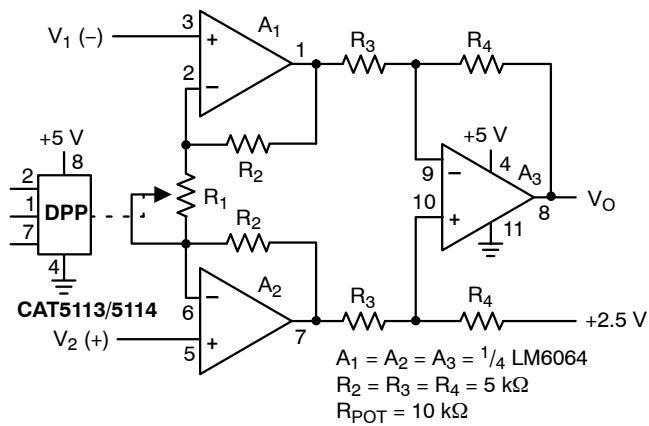 V1 (−)
3
+
A1
1
2
−
R3
R4
R2
+5 V
8
2
1
7
DPP
4
CAT5113/5114
R1
R2
+5 V
4
9
−
10
+
A3
8
11
VO
−
6
A2
7
V2 (+)
5
+
R3
R4
+2.5 V
A1 = A2 = A3 = 1/4 LM6064
R2 = R3 = R4 = 5 kΩ
RPOT = 10 kΩ